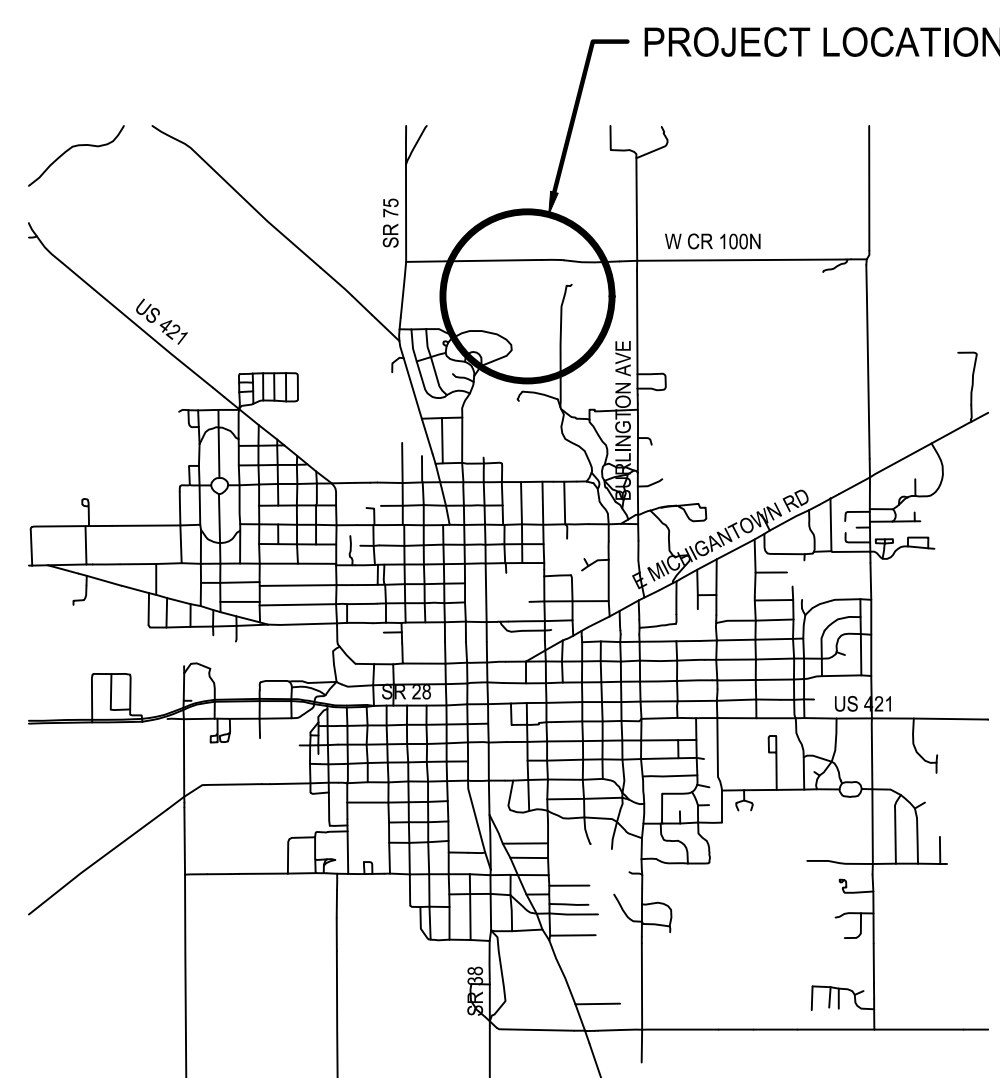 PROJECT LOCATION
SR 75
W CR 100N
US 421
BURLINGTON AVE
E MICHIGANTOWN RD
SR 28
US 421
SR 38